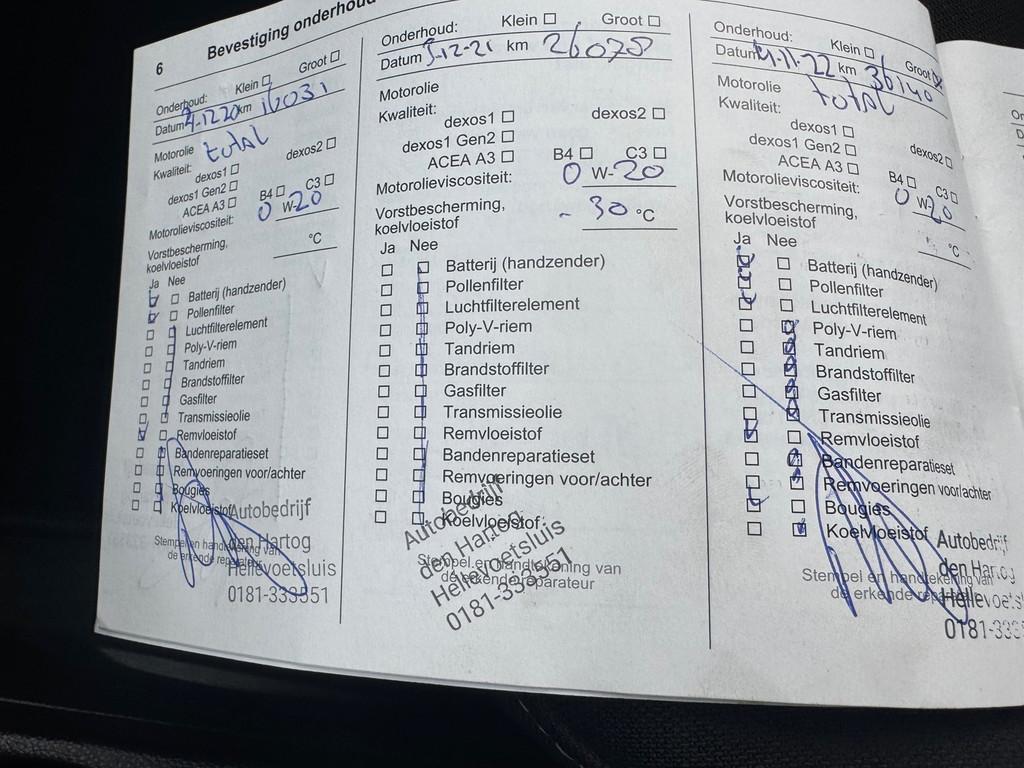 6
Bevestiging onderhoud
Onderhoud: Klein Groot
Datum 4-12-20 km 16031
Motorolie total
Kwaliteit:
dexos1 dexos2
dexos1 Gen2
ACEA A3 B4 C3
Motorolieviscositeit: 0 W-20
Vorstbescherming,
koelvloeistof °C
Ja Nee
Batterij (handzender)
Pollenfilter
Luchtfilterelement
Poly-V-riem
Tandriem
Brandstoffilter
Gasfilter
Transmissieolie
Remvloeistof
Bandenreparatieset
Remvoeringen voor/achter
Bougies
Koelvloeistof
Autobedrijf
den Hartog
Hellevoetsluis
0181-333551
Stempel en handtekening van
de erkende reparateur
Onderhoud: Klein Groot
Datum 3-12-21 km 26075
Motorolie
Kwaliteit:
dexos1 dexos2
dexos1 Gen2
ACEA A3 B4 C3
Motorolieviscositeit: 0 W-20
Vorstbescherming,
koelvloeistof - 30 °C
Ja Nee
Batterij (handzender)
Pollenfilter
Luchtfilterelement
Poly-V-riem
Tandriem
Brandstoffilter
Gasfilter
Transmissieolie
Remvloeistof
Bandenreparatieset
Remvoeringen voor/achter
Bougies
Koelvloeistof
Autobedrijf
den Hartog
Hellevoetsluis
0181-333551
Stempel en handtekening van
de erkende reparateur
Onderhoud: Klein Groot
Datum 4-11-22 km 36140
Motorolie total
Kwaliteit:
dexos1 dexos2
dexos1 Gen2
ACEA A3 B4 C3
Motorolieviscositeit: 0 W-20
Vorstbescherming,
koelvloeistof °C
Ja Nee
Batterij (handzender)
Pollenfilter
Luchtfilterelement
Poly-V-riem
Tandriem
Brandstoffilter
Gasfilter
Transmissieolie
Remvloeistof
Bandenreparatieset
Remvoeringen voor/achter
Bougies
Koelvloeistof
Autobedrijf
den Hartog
Hellevoetsl
0181-333
Stempel en handtekening van
de erkende